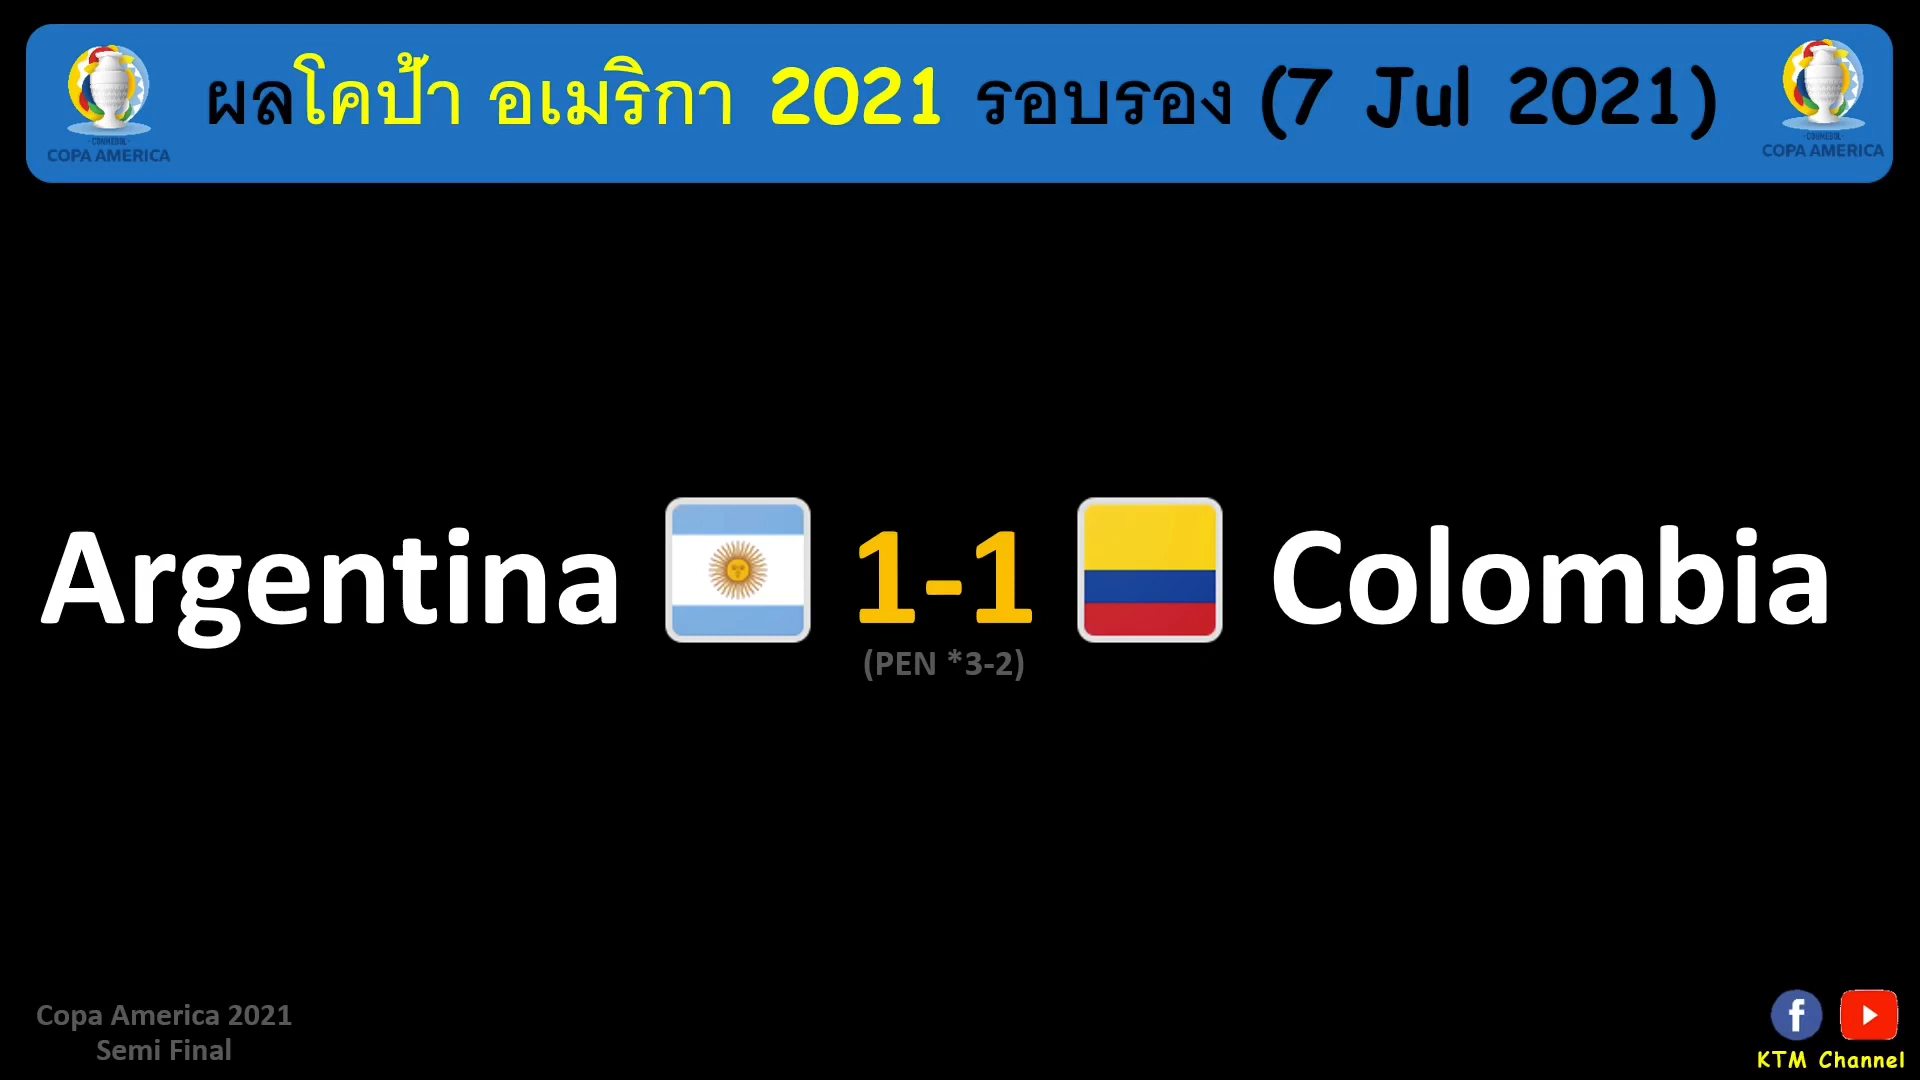 ผลโคป้า อเมริกา 2021 รอบรอง (7 Jul 2021)
CONMEBOL
COPA AMERICA
CONMEBOL
COPA AMERICA
Argentina 1-1 Colombia
(PEN *3-2)
Copa America 2021
Semi Final
KTM Channel